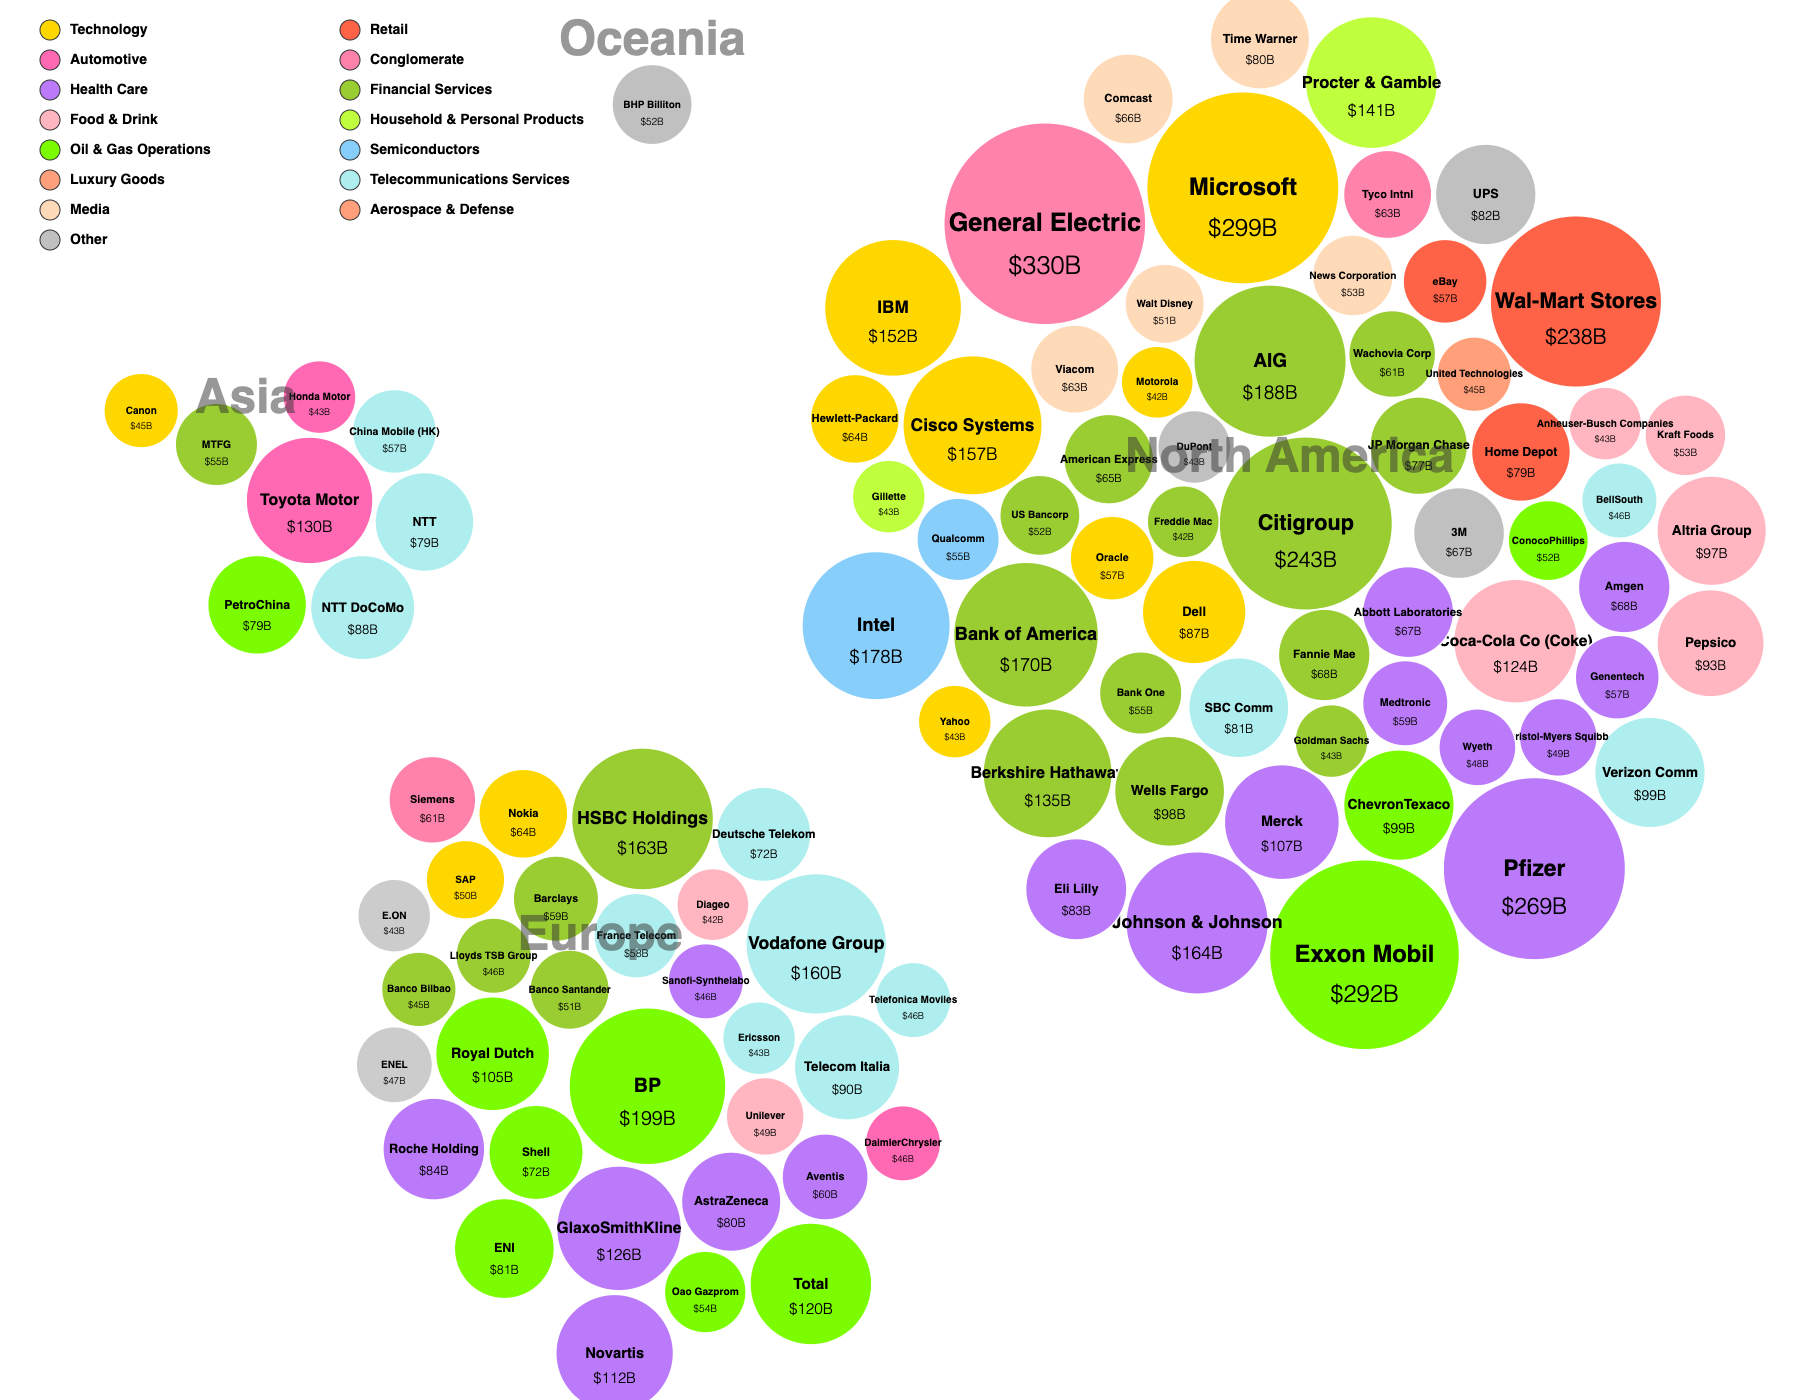 Technology
Automotive
Health Care
Food & Drink
Oil & Gas Operations
Luxury Goods
Media
Other
Retail
Conglomerate
Financial Services
Household & Personal Products
Semiconductors
Telecommunications Services
Aerospace & Defense
Oceania
BHP Billiton
$52B
Asia
Canon
$45B
MTFG
$55B
Honda Motor
$43B
China Mobile (HK)
$57B
Toyota Motor
$130B
NTT
$79B
PetroChina
$79B
NTT DoCoMo
$88B
North America
Time Warner
$80B
Procter & Gamble
$141B
Comcast
$66B
Microsoft
$299B
General Electric
$330B
Tyco Intnl
$63B
UPS
$82B
News Corporation
$53B
eBay
$57B
Wal-Mart Stores
$238B
IBM
$152B
Walt Disney
$51B
AIG
$188B
Wachovia Corp
$61B
United Technologies
$45B
Viacom
$63B
Motorola
$42B
Hewlett-Packard
$64B
Cisco Systems
$157B
American Express
$65B
DuPont
$43B
JP Morgan Chase
$77B
Home Depot
$79B
Anheuser-Busch Companies
$43B
Kraft Foods
$53B
Gillette
$43B
Qualcomm
$55B
US Bancorp
$52B
Freddie Mac
$42B
Citigroup
$243B
3M
$67B
ConocoPhillips
$52B
BellSouth
$46B
Altria Group
$97B
Oracle
$57B
Intel
$178B
Bank of America
$170B
Dell
$87B
Abbott Laboratories
$67B
Amgen
$68B
Coca-Cola Co (Coke)
$124B
Pepsico
$93B
Fannie Mae
$68B
Genentech
$57B
Yahoo
$43B
Bank One
$55B
SBC Comm
$81B
Medtronic
$59B
Goldman Sachs
$43B
Wyeth
$48B
ristol-Myers Squibb
$49B
Verizon Comm
$99B
Berkshire Hathaway
$135B
Wells Fargo
$98B
Merck
$107B
ChevronTexaco
$99B
Eli Lilly
$83B
Johnson & Johnson
$164B
Exxon Mobil
$292B
Pfizer
$269B
Europe
Siemens
$61B
Nokia
$64B
HSBC Holdings
$163B
Deutsche Telekom
$72B
SAP
$50B
Barclays
$59B
Diageo
$42B
E.ON
$43B
France Telecom
$58B
Vodafone Group
$160B
Lloyds TSB Group
$46B
Banco Bilbao
$45B
Banco Santander
$51B
Sanofi-Synthelabo
$46B
Telefonica Moviles
$46B
Ericsson
$43B
ENEL
$47B
Royal Dutch
$105B
BP
$199B
Telecom Italia
$90B
Unilever
$49B
DaimlerChrysler
$46B
Roche Holding
$84B
Shell
$72B
Aventis
$60B
AstraZeneca
$80B
GlaxoSmithKline
$126B
ENI
$81B
Oao Gazprom
$54B
Total
$120B
Novartis
$112B